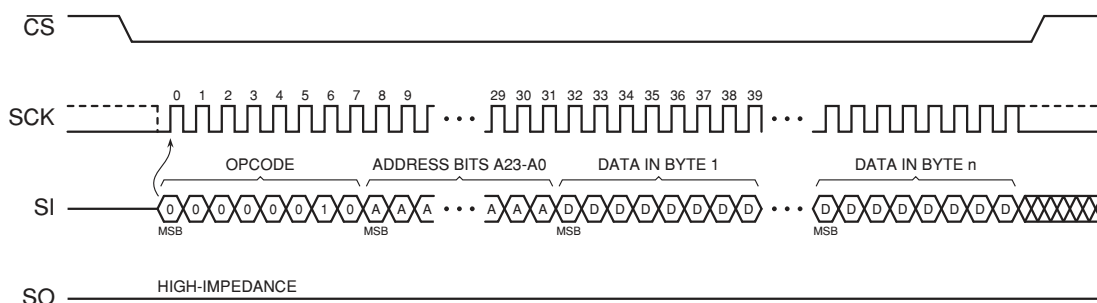 CS
SCK
0 1 2 3 4 5 6 7 8 9 29 30 31 32 33 34 35 36 37 38 39
OPCODE ADDRESS BITS A23-A0 DATA IN BYTE 1 DATA IN BYTE n
SI
0 0 0 0 0 0 1 0 A A A A A A D D D D D D D D D D D D D D D D
MSB MSB MSB MSB
HIGH-IMPEDANCE
SO